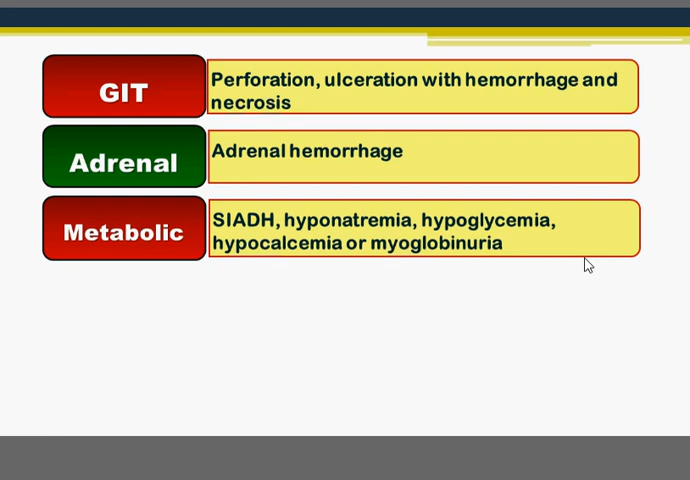 GIT
Perforation, ulceration with hemorrhage and
necrosis
Adrenal
Adrenal hemorrhage
Metabolic
SIADH, hyponatremia, hypoglycemia,
hypocalcemia or myoglobinuria